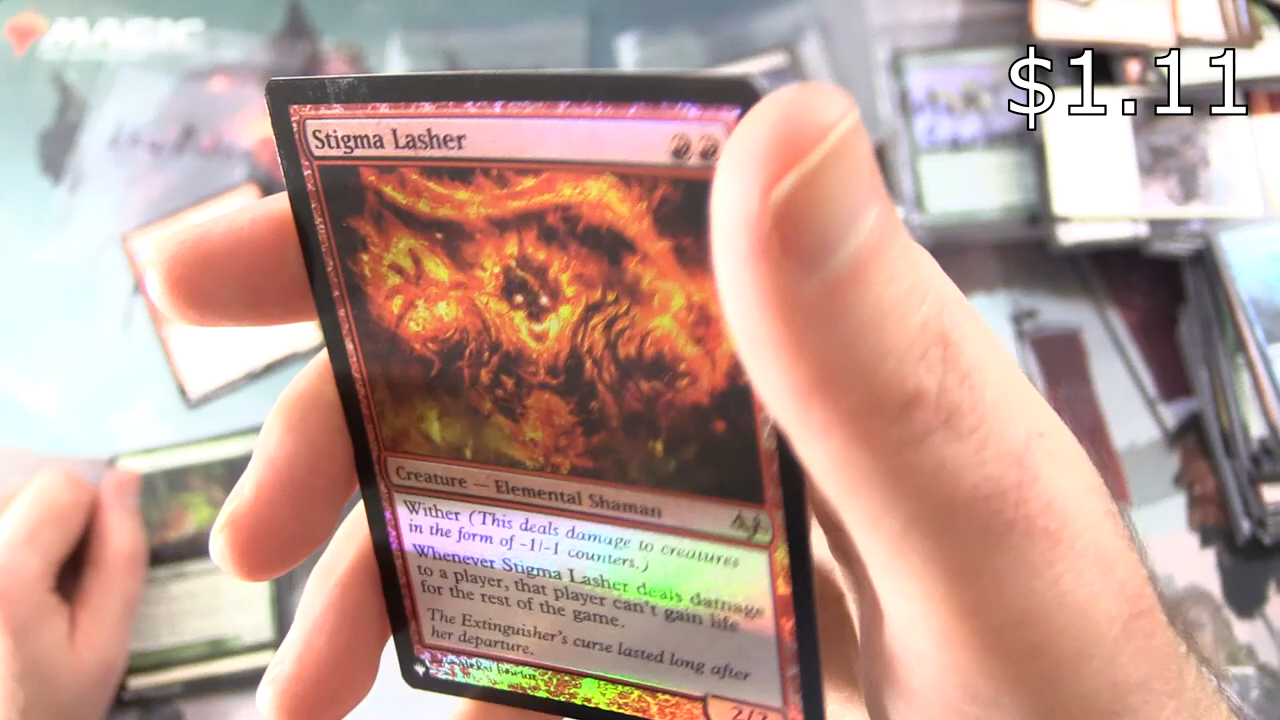 MAGIC
$1.11
Stigma Lasher
Creature — Elemental Shaman
Wither (This deals damage to creatures
in the form of -1/-1 counters.)
Whenever Stigma Lasher deals damage
to a player, that player can't gain life
for the rest of the game.
The Extinguisher's curse lasted long after
her departure.
2/2